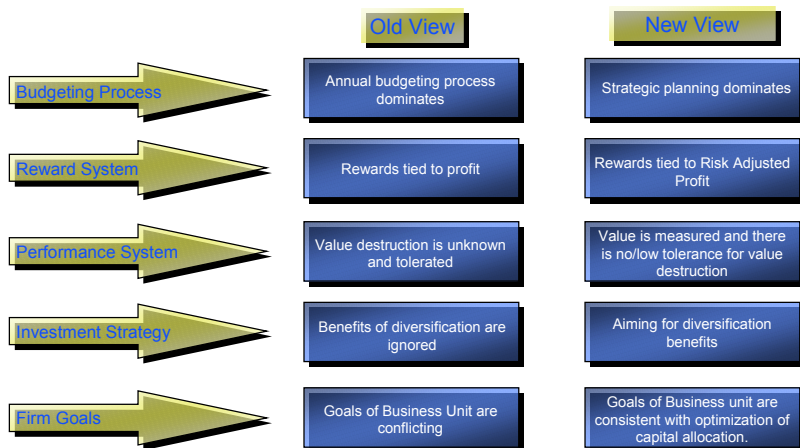 Old View
New View
Budgeting Process
Annual budgeting process
dominates
Strategic planning dominates
Reward System
Rewards tied to profit
Rewards tied to Risk Adjusted
Profit
Performance System
Value destruction is unknown
and tolerated
Value is measured and there
is no/low tolerance for value
destruction
Investment Strategy
Benefits of diversification are
ignored
Aiming for diversification
benefits
Firm Goals
Goals of Business Unit are
conflicting
Goals of Business unit are
consistent with optimization of
capital allocation.